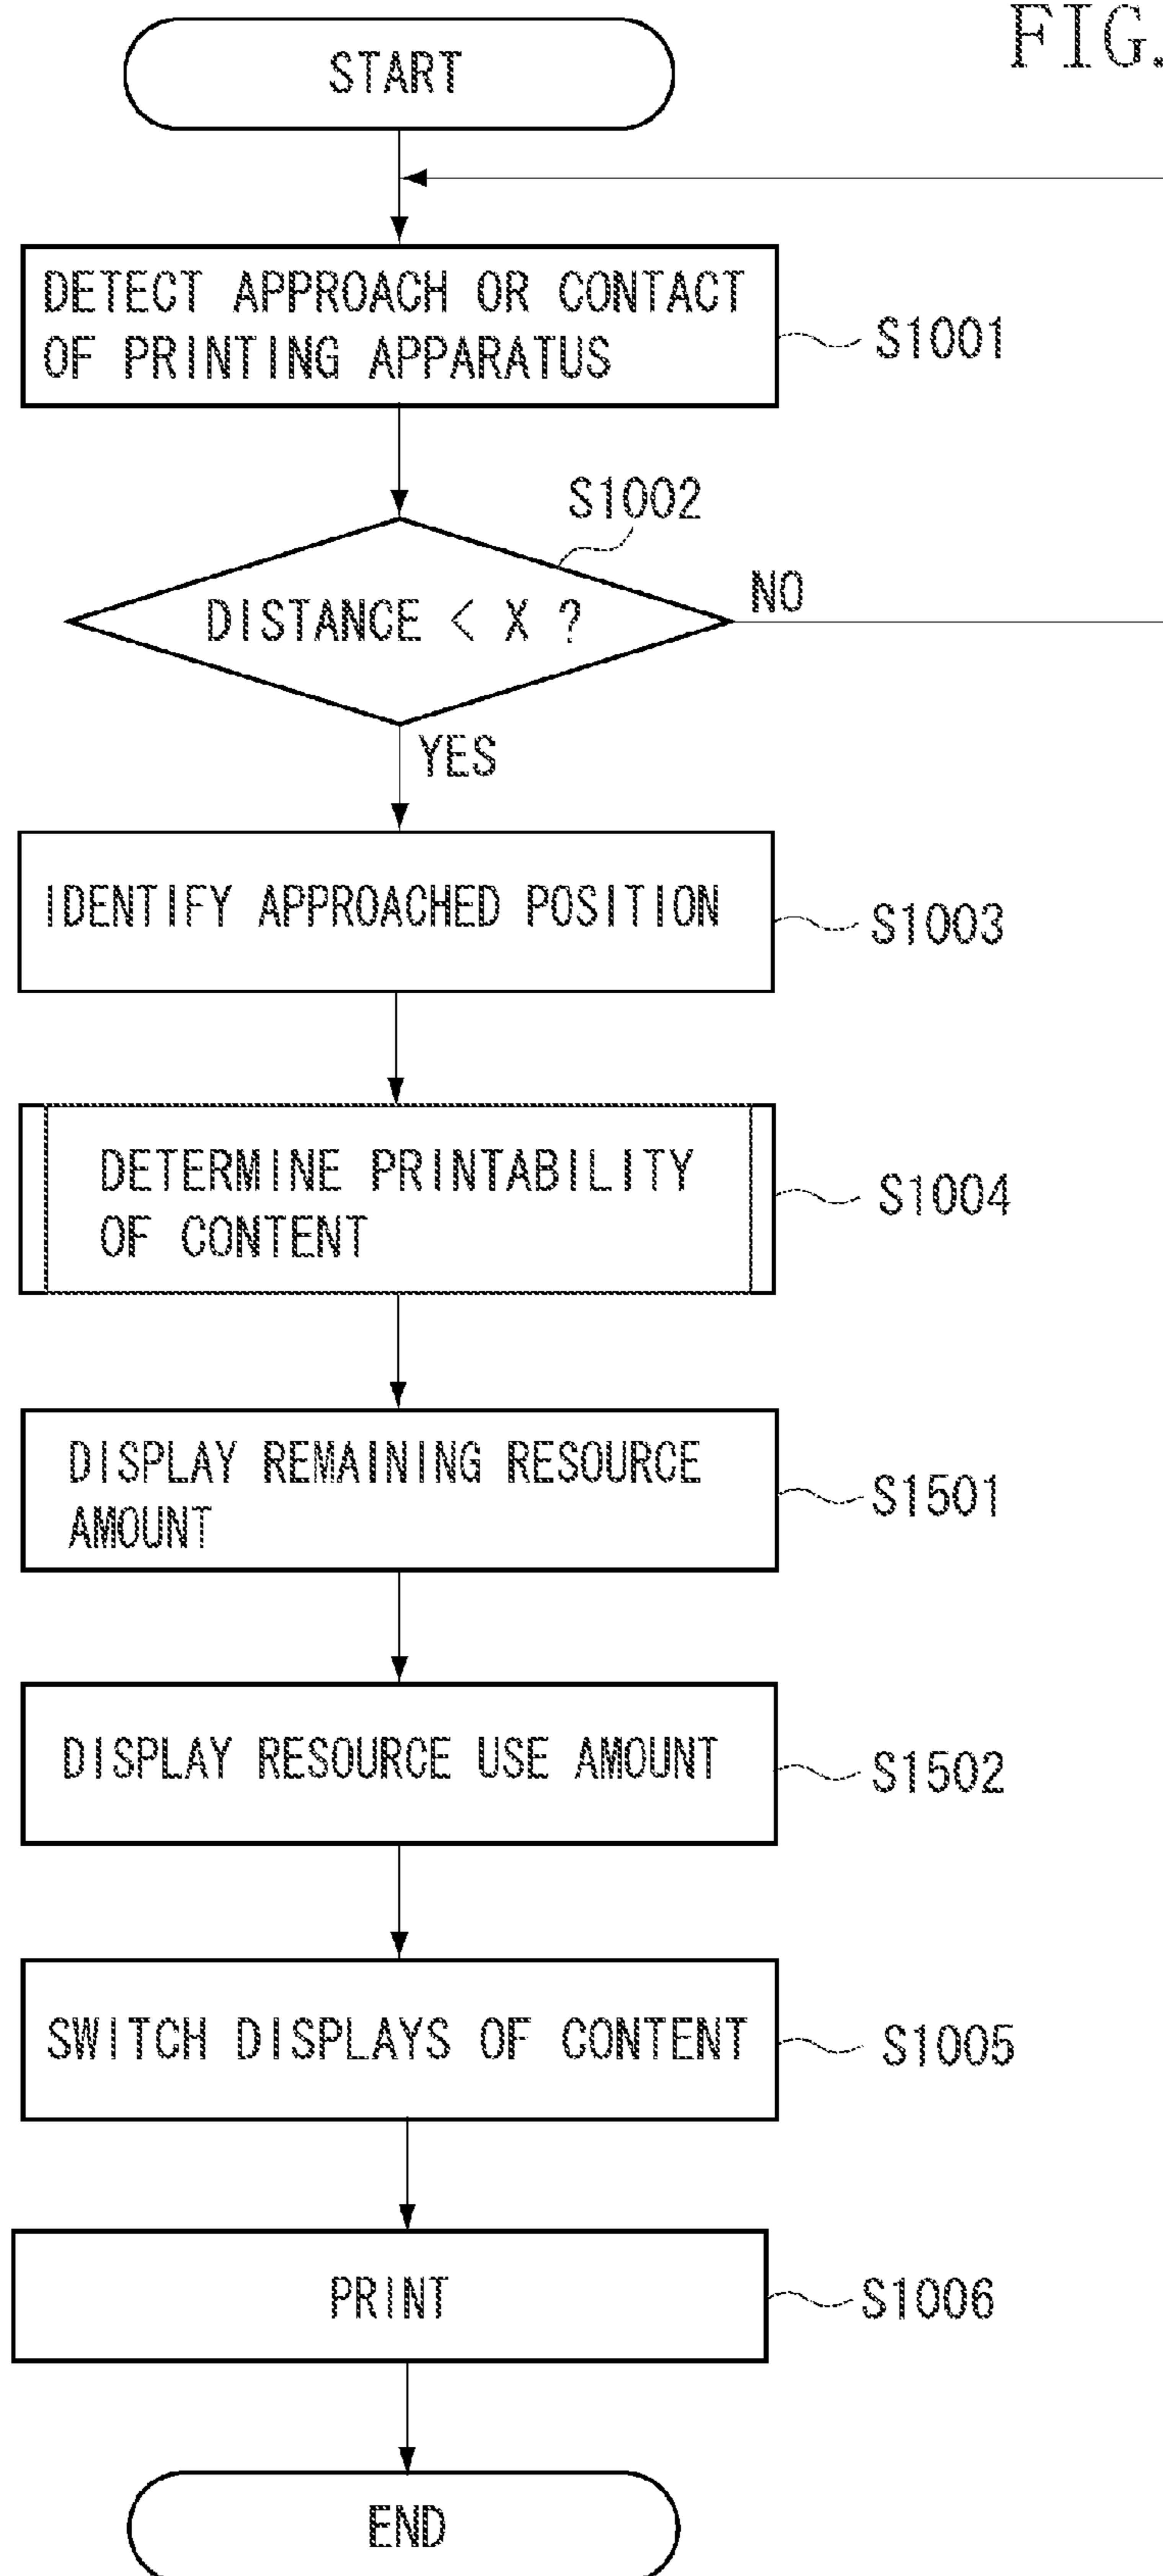 FIG.
START
DETECT APPROACH OR CONTACT
OF PRINTING APPARATUS
S1001
S1002
DISTANCE < X ?
NO
YES
IDENTIFY APPROACHED POSITION
S1003
DETERMINE PRINTABILITY
OF CONTENT
S1004
DISPLAY REMAINING RESOURCE
AMOUNT
S1501
DISPLAY RESOURCE USE AMOUNT
S1502
SWITCH DISPLAYS OF CONTENT
S1005
PRINT
S1006
END